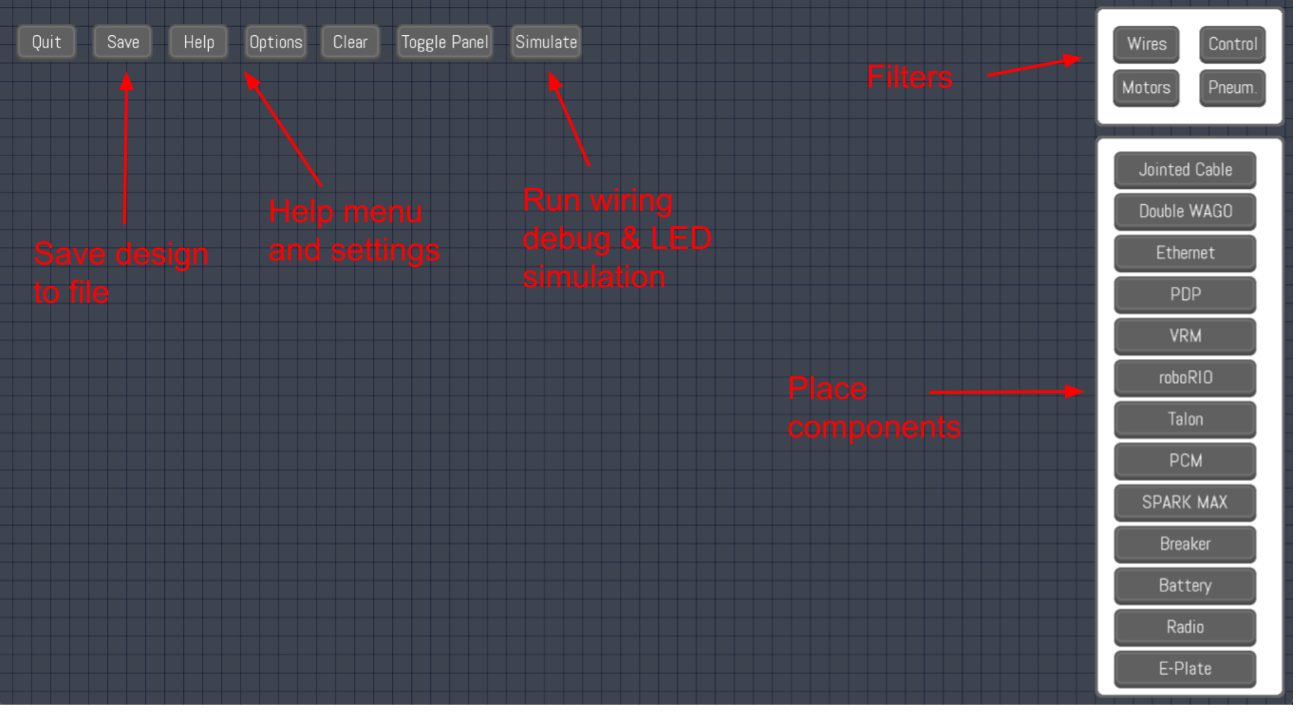 Quit Save Help Options Clear Toggle Panel Simulate
Wires Control
Motors Pneum.
Filters
Save design
to file
Help menu
and settings
Run wiring
debug & LED
simulation
Place
components
Jointed Cable
Double WAGO
Ethernet
PDP
VRM
roboRIO
Talon
PCM
SPARK MAX
Breaker
Battery
Radio
E-Plate